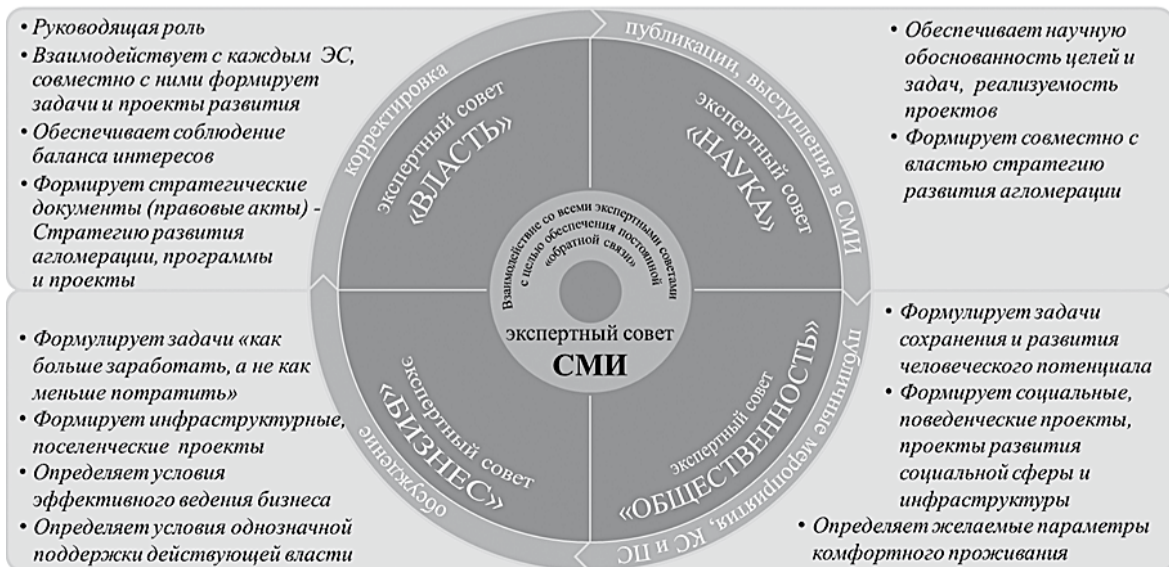 • Руководящая роль
• Взаимодействует с каждым ЭС,
совместно с ними формирует
задачи и проекты развития
• Обеспечивает соблюдение
баланса интересов
• Формирует стратегические
документы (правовые акты) -
Стратегию развития
агломерации, программы
и проекты
• Обеспечивает научную
обоснованность целей и
задач, реализуемость
проектов
• Формирует совместно с
властью стратегию
развития агломерации
корректировка
публикации, выступления в СМИ
экспертный совет
«ВЛАСТЬ»
экспертный совет
«НАУКА»
Взаимодействие со всеми экспертными советами
с целью обеспечения постоянной
«обратной связи»
экспертный совет
СМИ
экспертный совет
«БИЗНЕС»
экспертный совет
«ОБЩЕСТВЕННОСТЬ»
обсуждение
публичные мероприятия, КС и ПС
• Формулирует задачи «как
больше заработать, а не как
меньше потратить»
• Формирует инфраструктурные,
поселенческие проекты
• Определяет условия
эффективного ведения бизнеса
• Определяет условия однозначной
поддержки действующей власти
• Формулирует задачи
сохранения и развития
человеческого потенциала
• Формирует социальные,
поведенческие проекты,
проекты развития
социальной сферы и
инфраструктуры
• Определяет желаемые параметры
комфортного проживания